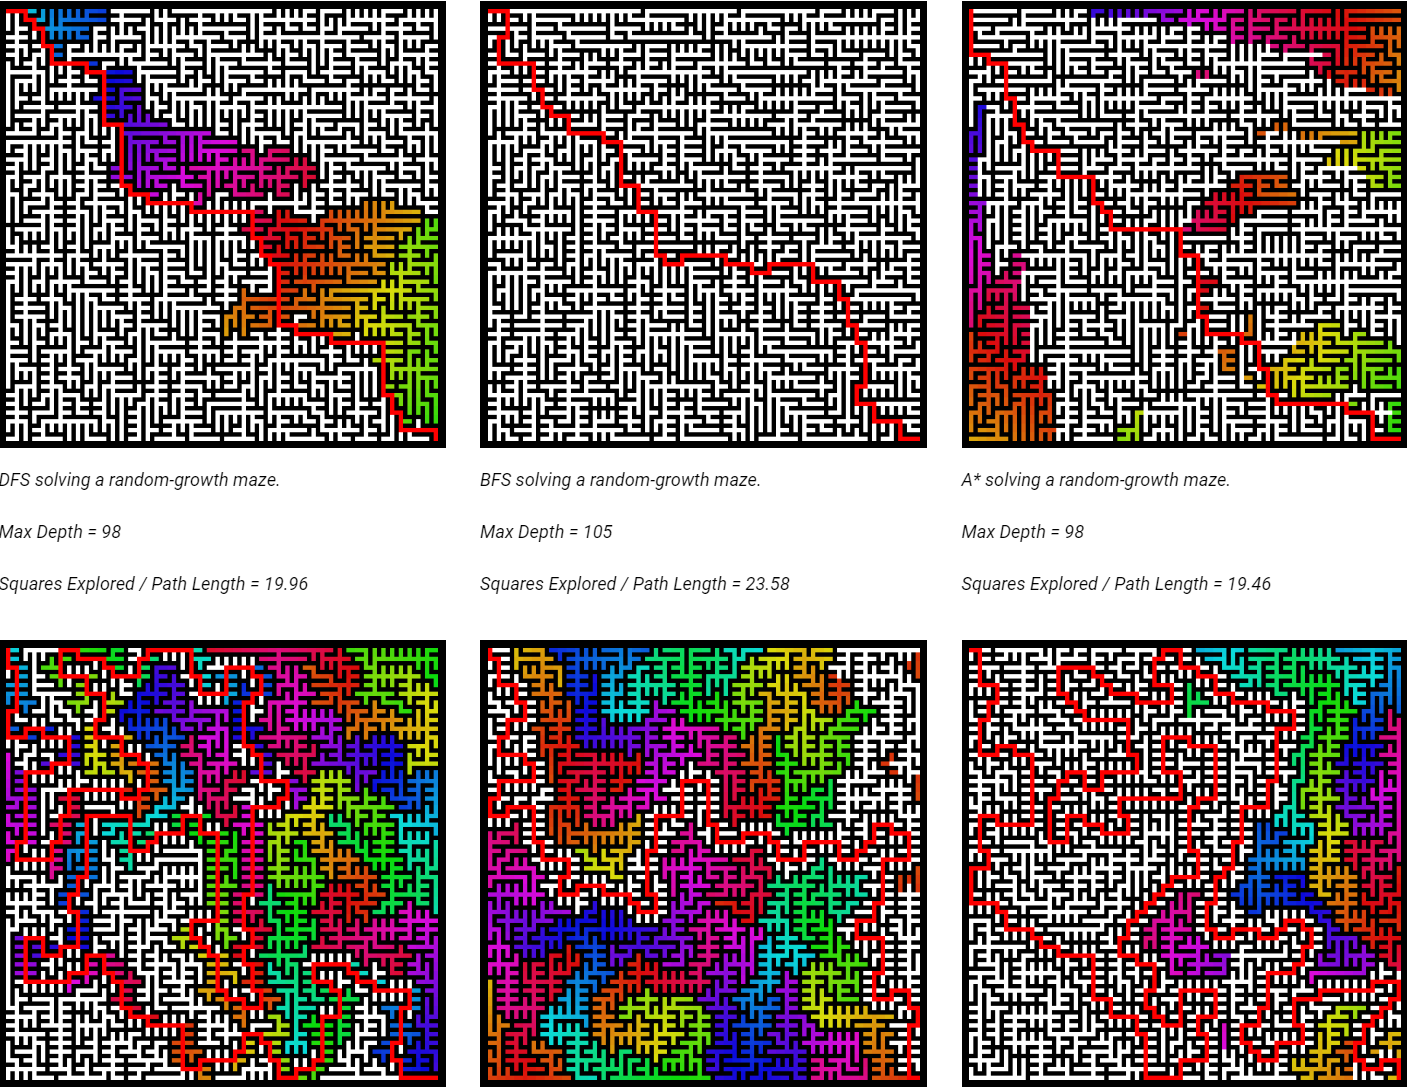 DFS solving a random-growth maze.
BFS solving a random-growth maze.
A* solving a random-growth maze.
Max Depth = 98
Max Depth = 105
Max Depth = 98
Squares Explored / Path Length = 19.96
Squares Explored / Path Length = 23.58
Squares Explored / Path Length = 19.46